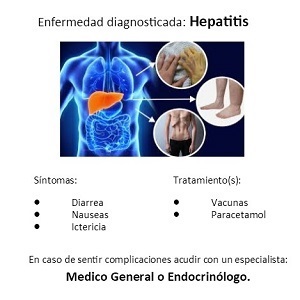 Enfermedad diagnosticada: Hepatitis
Síntomas:
● Diarrea
● Nauseas
● Ictericia
Tratamiento(s):
● Vacunas
● Paracetamol
En caso de sentir complicaciones acudir con un especialista:
Medico General o Endocrinólogo.